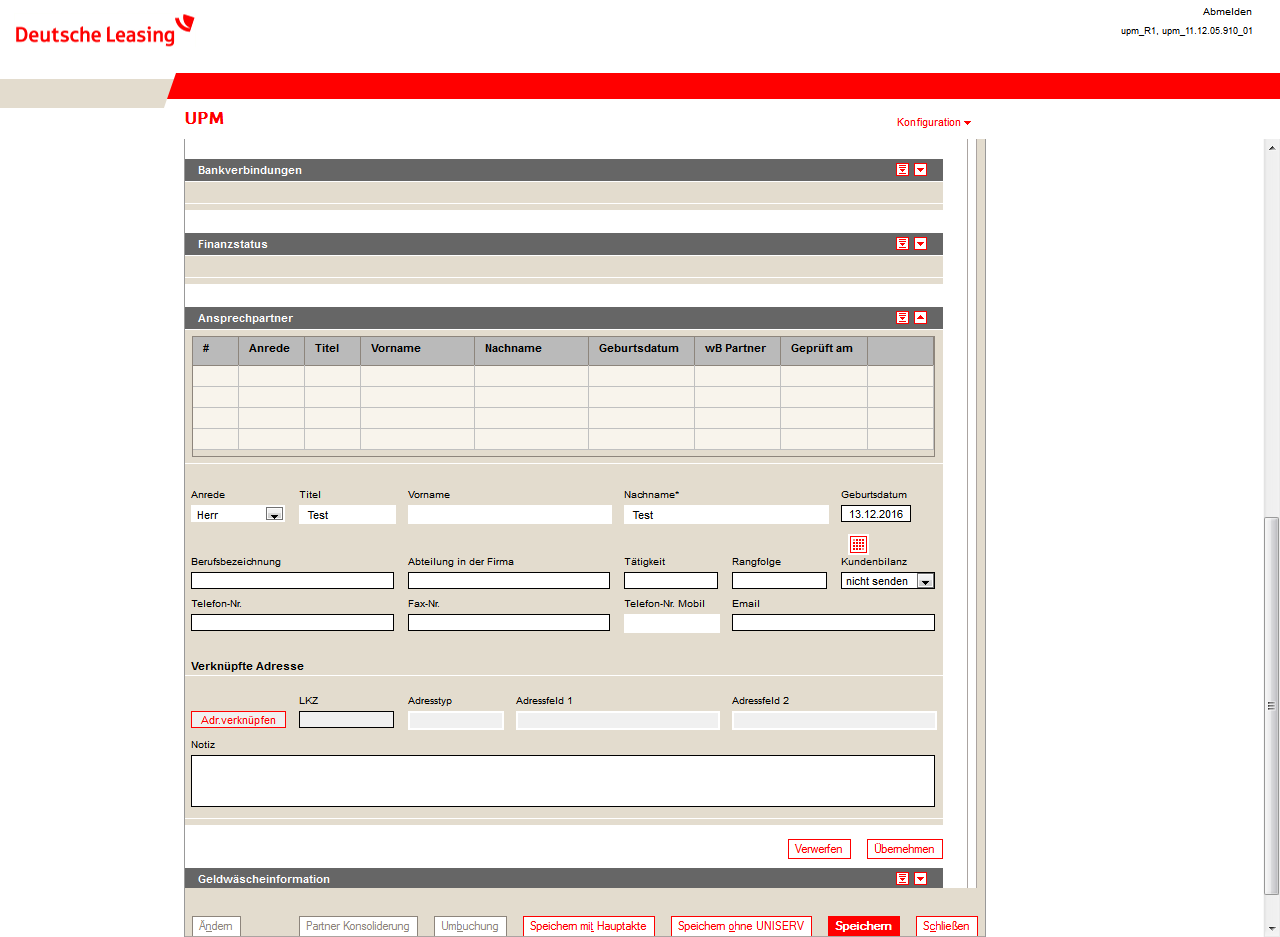 Abmelden
Deutsche Leasing
upm_R1, upm_11.12.05.910_01
UPM
Konfiguration
Bankverbindungen
Finanzstatus
Ansprechpartner
# Anrede Titel Vorname Nachname Geburtsdatum wB Partner Geprüft am
Anrede Titel Vorname Nachname* Geburtsdatum
Herr Test Test 13.12.2016
Berufsbezeichnung Abteilung in der Firma Tätigkeit Rangfolge Kundenbilanz
nicht senden
Telefon-Nr. Fax-Nr. Telefon-Nr. Mobil Email
Verknüpfte Adresse
LKZ Adresstyp Adressfeld 1 Adressfeld 2
Adr.verknüpfen
Notiz
Verwerfen Übernehmen
Geldwäscheinformation
Ändern Partner Konsolidierung Umbuchung Speichern mit Hauptakte Speichern ohne UNISERV Speichern Schließen